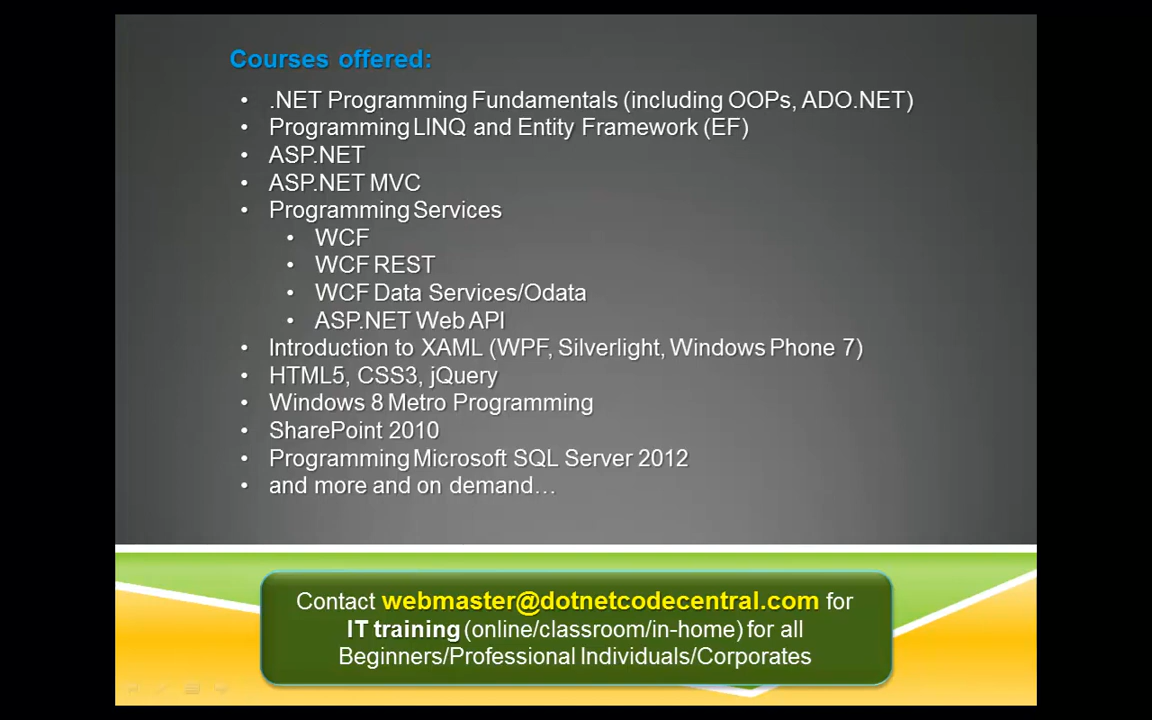 Courses offered:
• .NET Programming Fundamentals (including OOPs, ADO.NET)
• Programming LINQ and Entity Framework (EF)
• ASP.NET
• ASP.NET MVC
• Programming Services
• WCF
• WCF REST
• WCF Data Services/Odata
• ASP.NET Web API
• Introduction to XAML (WPF, Silverlight, Windows Phone 7)
• HTML5, CSS3, jQuery
• Windows 8 Metro Programming
• SharePoint 2010
• Programming Microsoft SQL Server 2012
• and more and on demand…
Contact webmaster@dotnetcodecentral.com for
IT training (online/classroom/in-home) for all
Beginners/Professional Individuals/Corporates